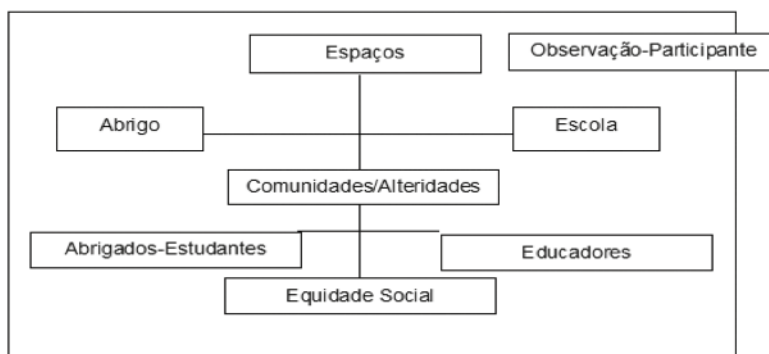 Espaços
Observação-Participante
Abrigo
Escola
Comunidades/Alteridades
Abrigados-Estudantes
Educadores
Equidade Social